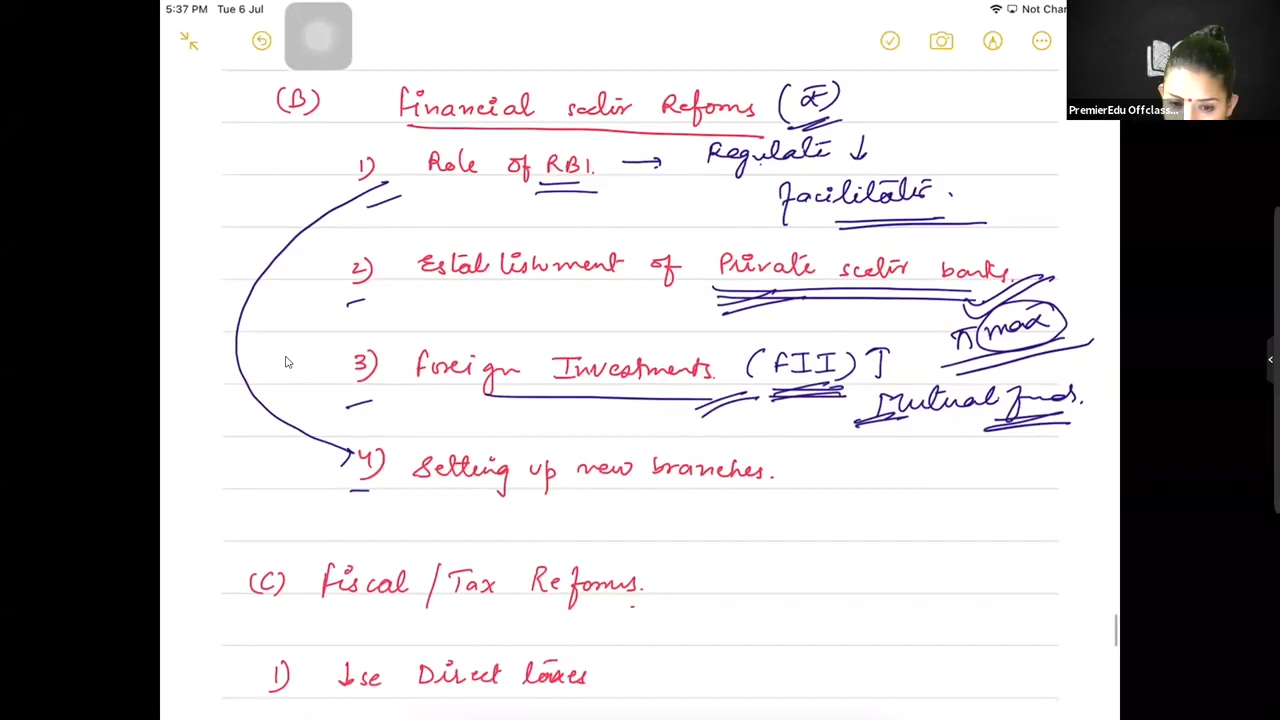 5:37 PM Tue 6 Jul
Not Char
PremierEdu Offclass...
(B) Financial sector Reforms
1) Role of RBI. → Regulate ↓
facilitator.
2) Establishment of Private sector banks.
max
3) Foreign Investments. (FII) ↑
Mutual funds.
4) Setting up new branches.
(C) Fiscal / Tax Reforms.
1) ↓se Direct taxes